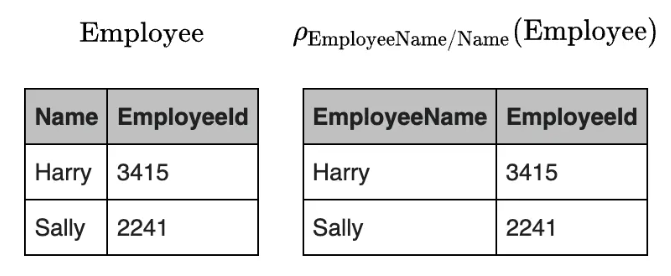 Employee ρEmployeeName/Name(Employee)
Name EmployeeId EmployeeName EmployeeId
Harry 3415 Harry 3415
Sally 2241 Sally 2241